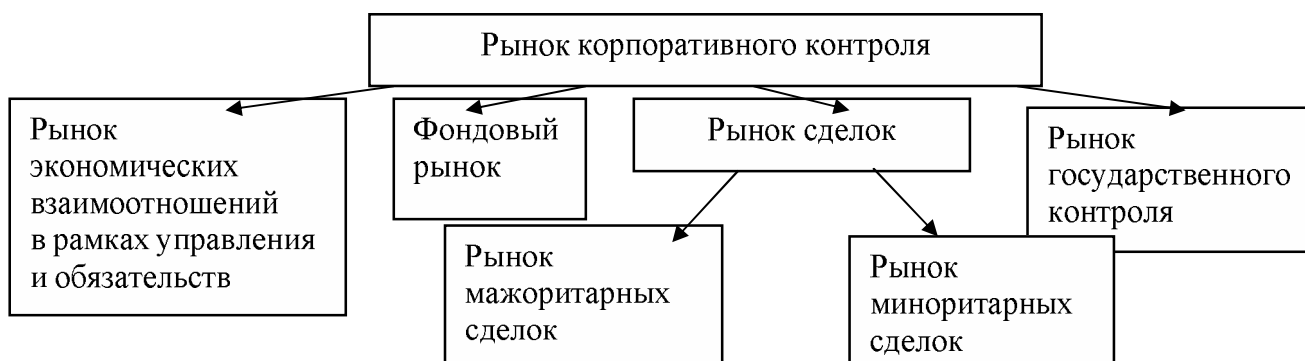 Рынок корпоративного контроля
Рынок
экономических
взаимоотношений
в рамках управления
и обязательств
Фондовый
рынок
Рынок сделок
Рынок
государственного
контроля
Рынок
мажоритарных
сделок
Рынок
миноритарных
сделок